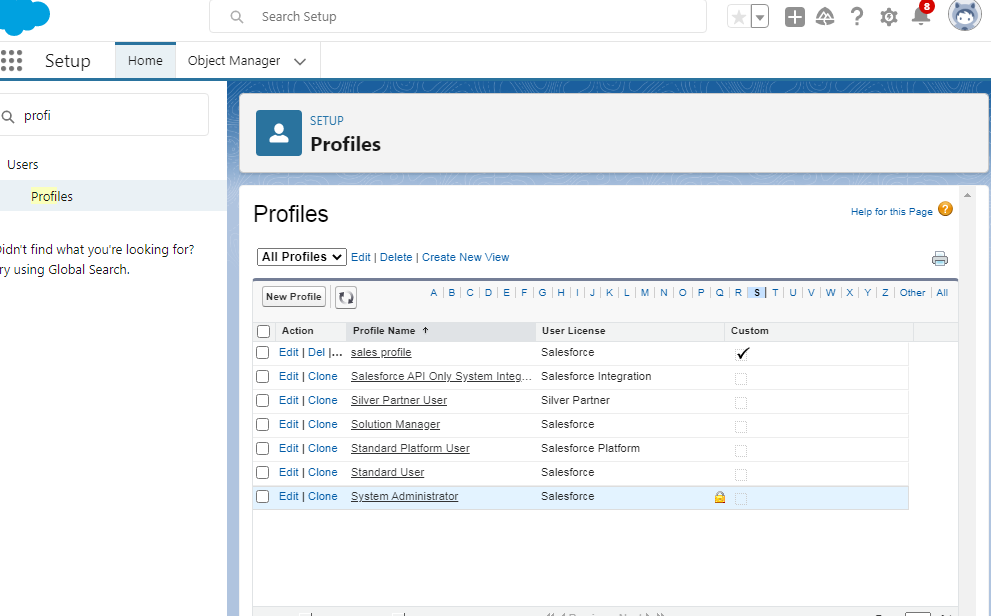 Search Setup
8
Setup
Home
Object Manager
profi
Users
Profiles
Didn't find what you're looking for?
Try using Global Search.
SETUP
Profiles
Profiles
Help for this Page ?
All Profiles Edit | Delete | Create New View
New Profile
A | B | C | D | E | F | G | H | I | J | K | L | M | N | O | P | Q | R | S | T | U | V | W | X | Y | Z | Other | All
Action Profile Name ↑ User License Custom
Edit | Del |... sales profile Salesforce
Edit | Clone Salesforce API Only System Integ... Salesforce Integration
Edit | Clone Silver Partner User Silver Partner
Edit | Clone Solution Manager Salesforce
Edit | Clone Standard Platform User Salesforce Platform
Edit | Clone Standard User Salesforce
Edit | Clone System Administrator Salesforce